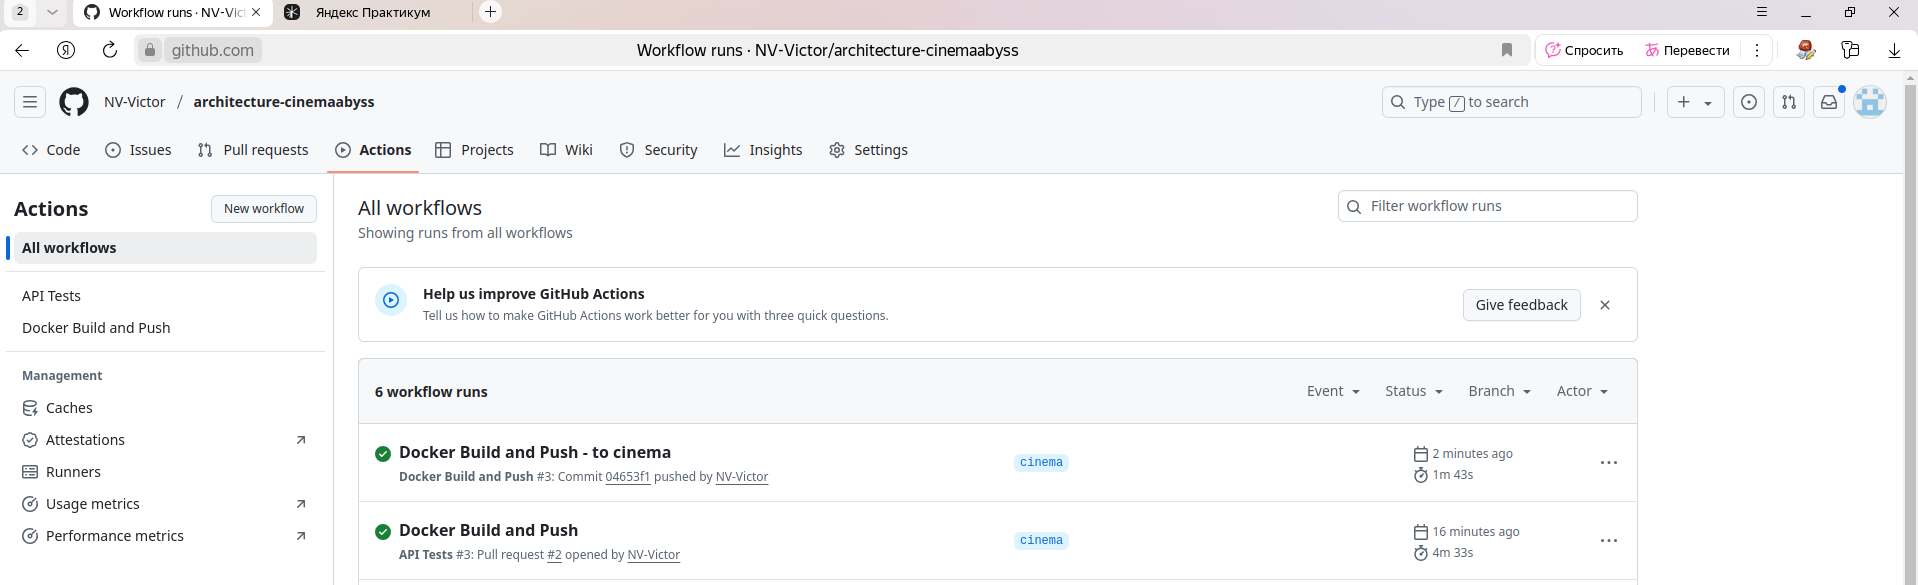 2
Workflow runs · NV-Vict
Яндекс Практикум
github.com
Workflow runs · NV-Victor/architecture-cinemaabyss
Спросить
Перевести
NV-Victor / architecture-cinemaabyss
Type / to search
Code
Issues
Pull requests
Actions
Projects
Wiki
Security
Insights
Settings
Actions
New workflow
All workflows
API Tests
Docker Build and Push
Management
Caches
Attestations
Runners
Usage metrics
Performance metrics
All workflows
Showing runs from all workflows
Filter workflow runs
Help us improve GitHub Actions
Tell us how to make GitHub Actions work better for you with three quick questions.
Give feedback
6 workflow runs
Event
Status
Branch
Actor
Docker Build and Push - to cinema
Docker Build and Push #3: Commit 04653f1 pushed by NV-Victor
cinema
2 minutes ago
1m 43s
Docker Build and Push
API Tests #3: Pull request #2 opened by NV-Victor
cinema
16 minutes ago
4m 33s